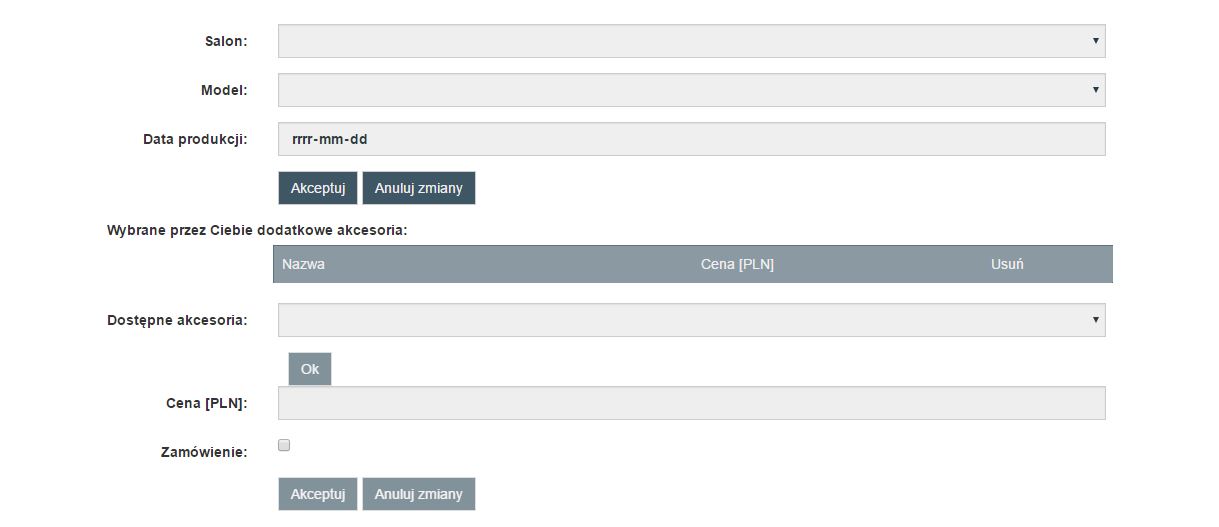 Salon:
Model:
Data produkcji: rrrr-mm-dd
Akceptuj Anuluj zmiany
Wybrane przez Ciebie dodatkowe akcesoria:
Nazwa Cena [PLN] Usuń
Dostępne akcesoria:
Ok
Cena [PLN]:
Zamówienie:
Akceptuj Anuluj zmiany